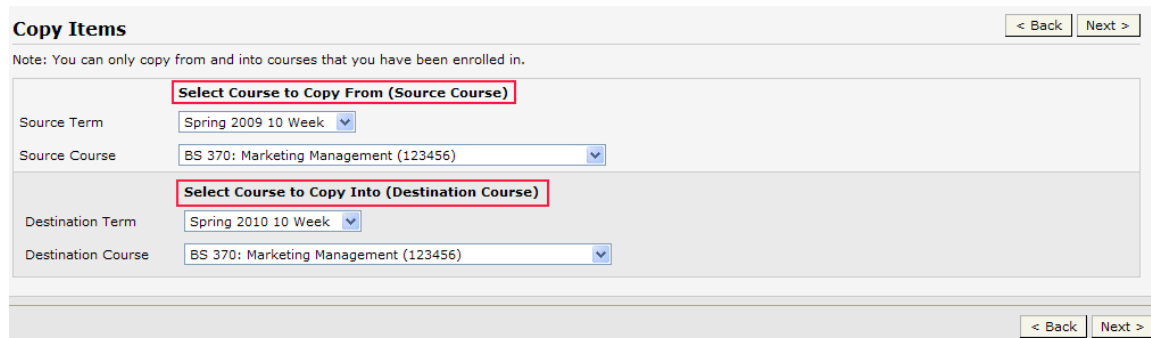 Copy Items
< Back Next >
Note: You can only copy from and into courses that you have been enrolled in.
Select Course to Copy From (Source Course)
Source Term Spring 2009 10 Week
Source Course BS 370: Marketing Management (123456)
Select Course to Copy Into (Destination Course)
Destination Term Spring 2010 10 Week
Destination Course BS 370: Marketing Management (123456)
< Back Next >